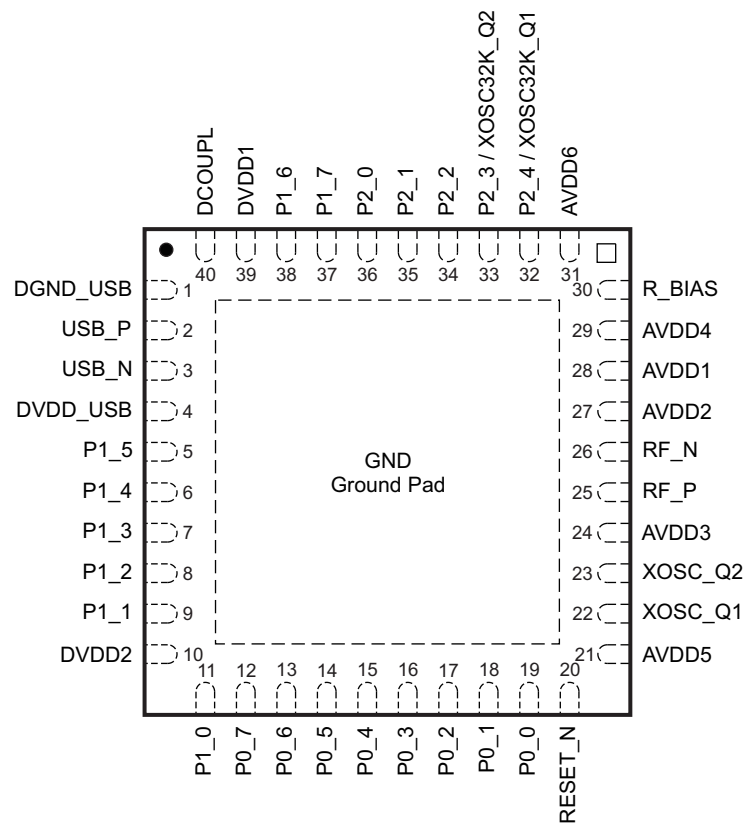 DCOUPL
DVDD1
P1_6
P1_7
P2_0
P2_1
P2_2
P2_3 / XOSC32K_Q2
P2_4 / XOSC32K_Q1
AVDD6
40 39 38 37 36 35 34 33 32 31
DGND_USB 1 30 R_BIAS
USB_P 2 29 AVDD4
USB_N 3 28 AVDD1
DVDD_USB 4 27 AVDD2
P1_5 5 26 RF_N
GND
Ground Pad
P1_4 6 25 RF_P
P1_3 7 24 AVDD3
P1_2 8 23 XOSC_Q2
P1_1 9 22 XOSC_Q1
DVDD2 10 21 AVDD5
11 12 13 14 15 16 17 18 19 20
P1_0
P0_7
P0_6
P0_5
P0_4
P0_3
P0_2
P0_1
P0_0
RESET_N